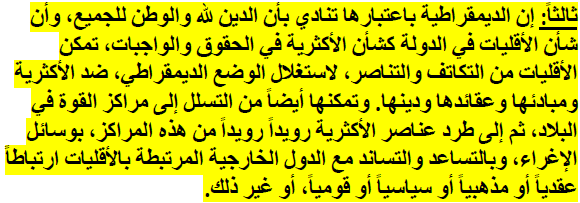 ثالثاً: إن الديمقراطية باعتبارها تنادي بأن الدين لله والوطن للجميع، وأن
شأن الأقليات في الدولة كشأن الأكثرية في الحقوق والواجبات، تمكن
الأقليات من التكاتف والتناصر، لاستغلال الوضع الديمقراطي، ضد الأكثرية
ومبادئها وعقائدها ودينها. وتمكنها أيضاً من التسلل إلى مراكز القوة في
البلاد، ثم إلى طرد عناصر الأكثرية رويداً رويداً من هذه المراكز، بوسائل
الإغراء، وبالتساعد والتساند مع الدول الخارجية المرتبطة بالأقليات ارتباطاً
عقدياً أو مذهبياً أو سياسياً أو قومياً، أو غير ذلك.